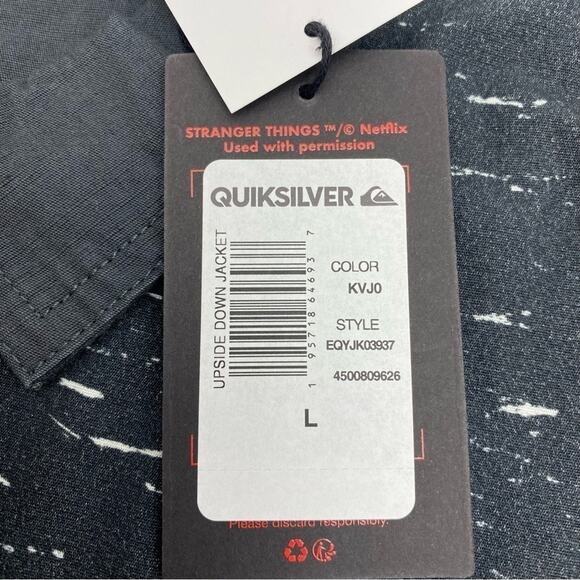 STRANGER THINGS ™/© Netflix
Used with permission
QUIKSILVER
UPSIDE DOWN JACKET
1 95718 64693 7
COLOR
KVJ0
STYLE
EQYJK03937
4500809626
L
Please discard responsibly.